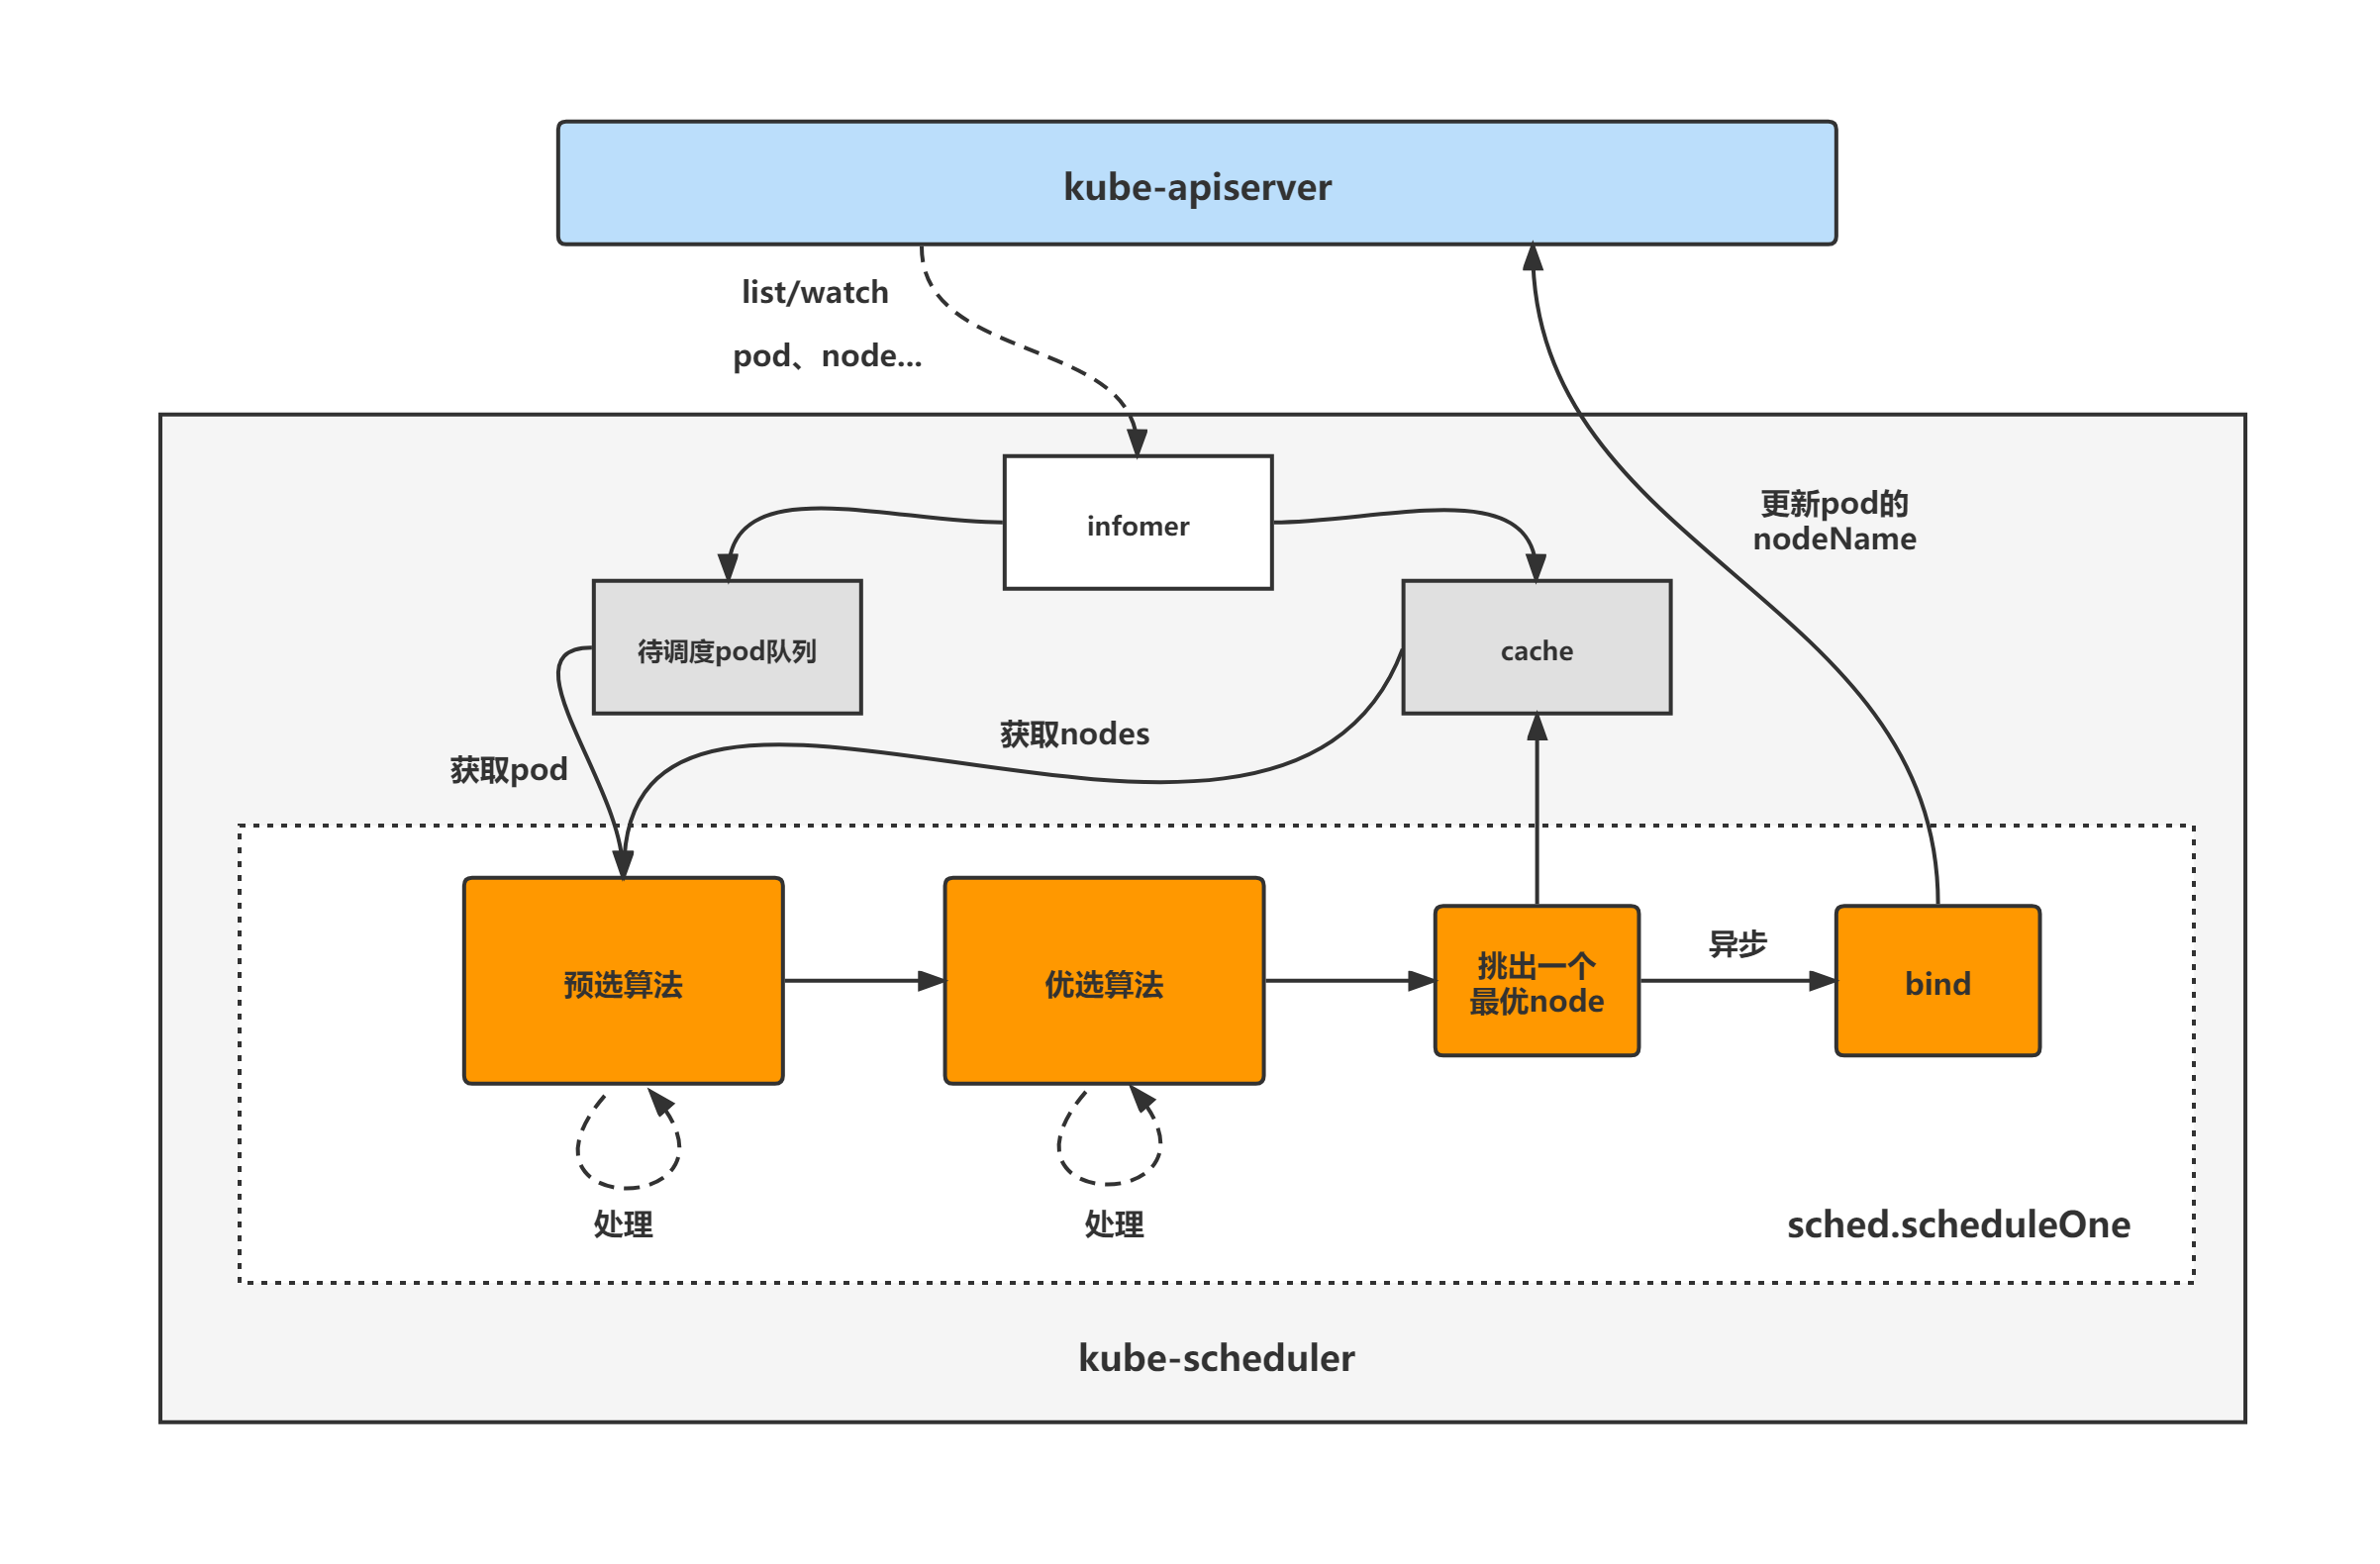 kube-apiserver
list/watch
pod、node...
infomer
更新pod的
nodeName
待调度pod队列
cache
获取nodes
获取pod
预选算法
优选算法
挑出一个
最优node
异步
bind
处理
处理
sched.scheduleOne
kube-scheduler